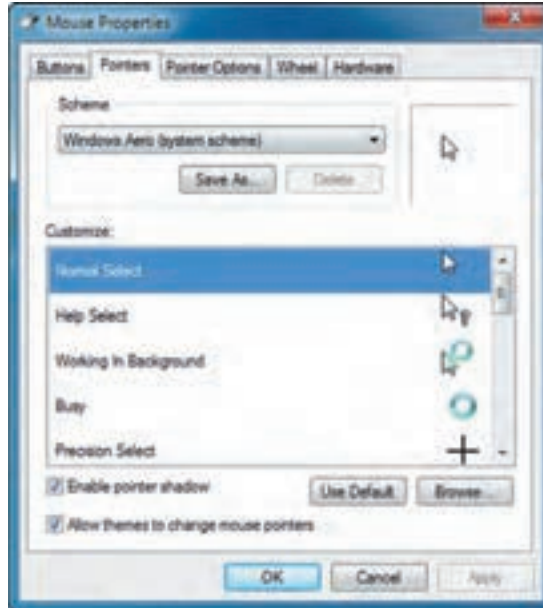 Mouse Properties
Buttons Pointers Pointer Options Wheel Hardware
Scheme
Windows Aero (system scheme)
Save As... Delete
Customize:
Normal Select
Help Select
Working In Background
Busy
Precision Select
Enable pointer shadow Use Default Browse...
Allow themes to change mouse pointers
OK Cancel Apply